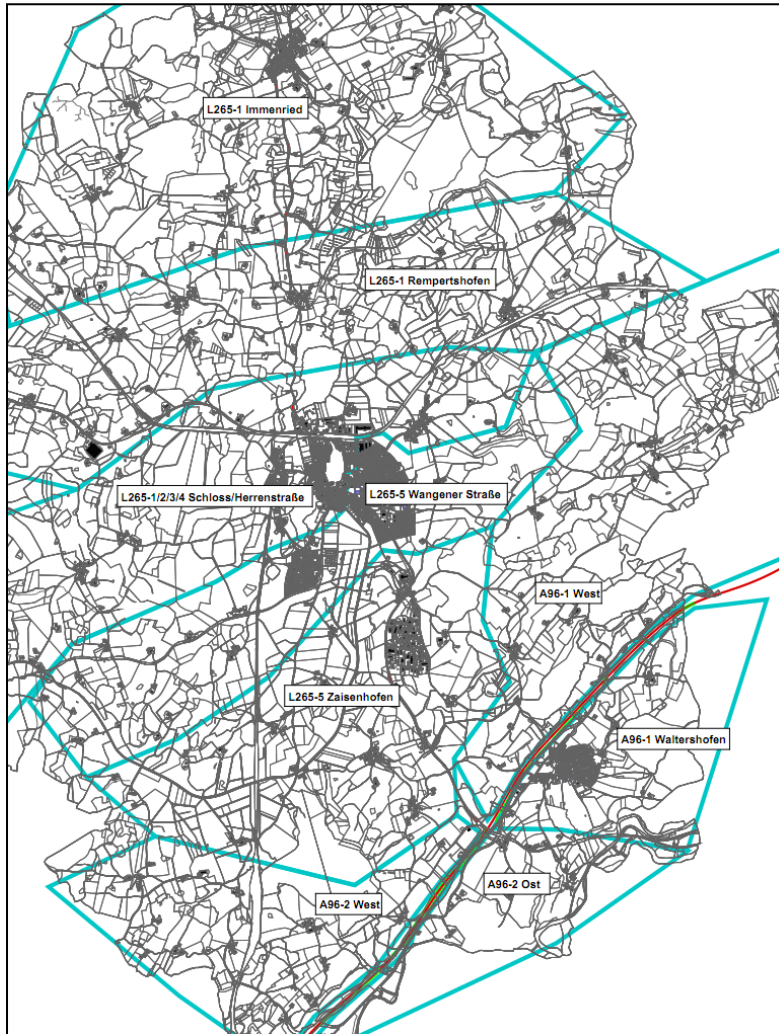 L265-1 Immenried
L265-1 Rempertshofen
L265-1/2/3/4 Schloss/Herrenstraße
L265-5 Wangener Straße
A96-1 West
L265-5 Zaisenhofen
A96-1 Waltershofen
A96-2 Ost
A96-2 West